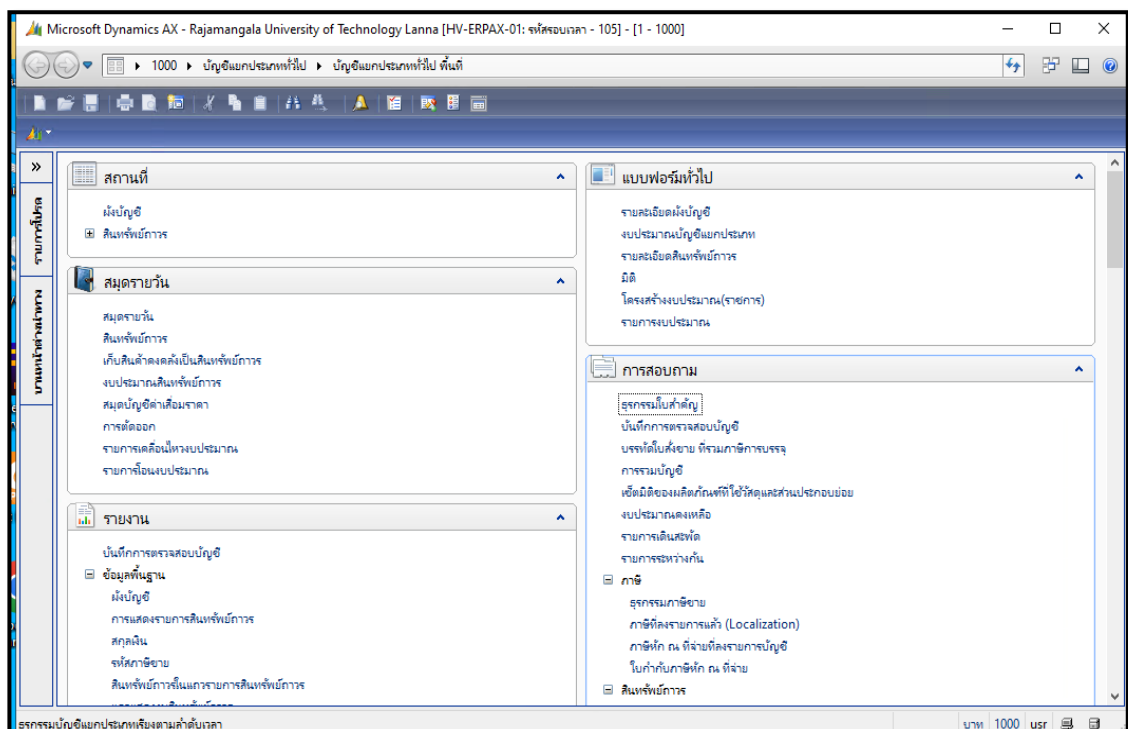 Microsoft Dynamics AX - Rajamangala University of Technology Lanna [HV-ERPAX-01: รหัสรอบเวลา - 105] - [1 - 1000]
1000 บัญชีแยกประเภททั่วไป บัญชีแยกประเภททั่วไป พื้นที่
รายการโปรด
บานหน้าต่างนำทาง
สถานที่
ผังบัญชี
สินทรัพย์ถาวร
สมุดรายวัน
สมุดรายวัน
สินทรัพย์ถาวร
เก็บสินค้าคงคลังเป็นสินทรัพย์ถาวร
งบประมาณสินทรัพย์ถาวร
สมุดบัญชีค่าเสื่อมราคา
การตัดออก
รายการเคลื่อนไหวงบประมาณ
รายการโอนงบประมาณ
รายงาน
บันทึกการตรวจสอบบัญชี
ข้อมูลพื้นฐาน
ผังบัญชี
การแสดงรายการสินทรัพย์ถาวร
สกุลเงิน
รหัสภาษีขาย
สินทรัพย์ถาวรในแถวรายการสินทรัพย์ถาวร
แบบฟอร์มทั่วไป
รายละเอียดผังบัญชี
งบประมาณบัญชีแยกประเภท
รายละเอียดสินทรัพย์ถาวร
มิติ
โครงสร้างงบประมาณ(ราชการ)
รายการงบประมาณ
การสอบถาม
ธุรกรรมใบสำคัญ
บันทึกการตรวจสอบบัญชี
บรรทัดใบสั่งขาย ที่รวมภาษีการบรรจุ
การรวมบัญชี
เซ็ตมิติของผลิตภัณฑ์ที่ใช้วัสดุและส่วนประกอบย่อย
งบประมาณคงเหลือ
รายการเดินสะพัด
รายการระหว่างกัน
ภาษี
ธุรกรรมภาษีขาย
ภาษีที่ลงรายการแล้ว (Localization)
ภาษีหัก ณ ที่จ่ายที่ลงรายการบัญชี
ใบกำกับภาษีหัก ณ ที่จ่าย
สินทรัพย์ถาวร
ธุรกรรมบัญชีแยกประเภทเรียงตามลำดับเวลา
บาท 1000 usr